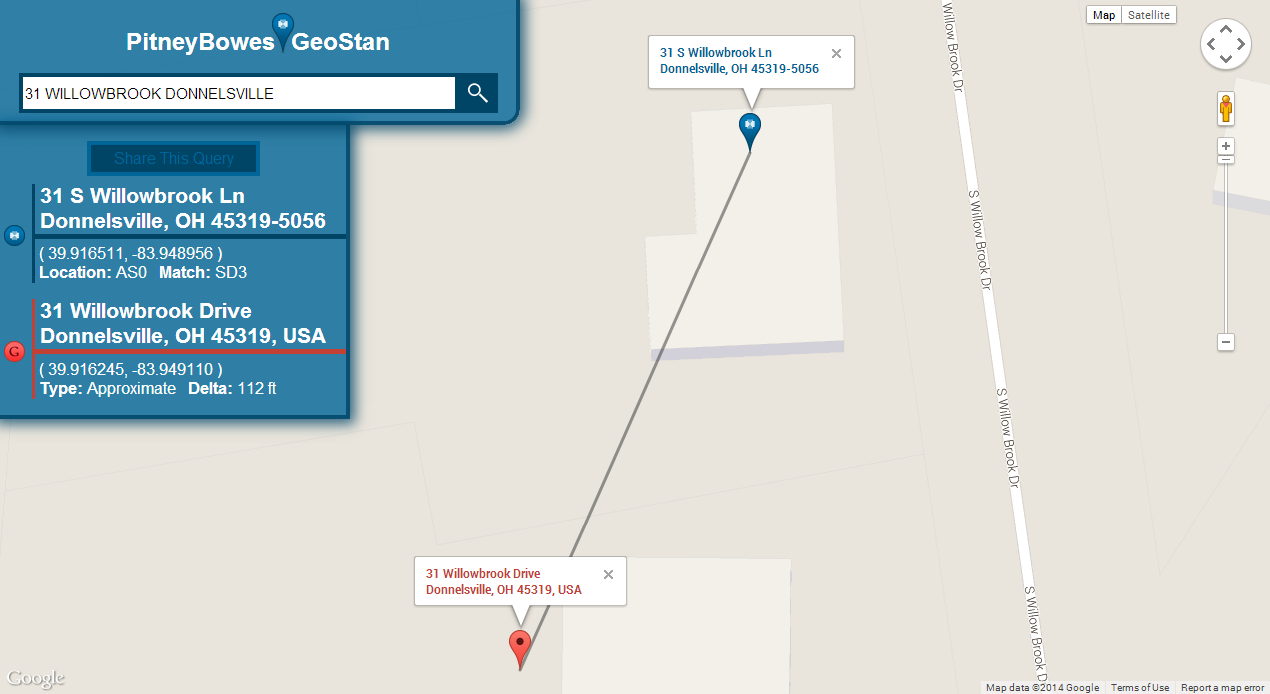 PitneyBowes GeoStan
31 WILLOWBROOK DONNELSVILLE
Share This Query
31 S Willowbrook Ln
Donnelsville, OH 45319-5056
( 39.916511, -83.948956 )
Location: AS0 Match: SD3
G
31 Willowbrook Drive
Donnelsville, OH 45319, USA
( 39.916245, -83.949110 )
Type: Approximate Delta: 112 ft
31 S Willowbrook Ln
Donnelsville, OH 45319-5056
31 Willowbrook Drive
Donnelsville, OH 45319, USA
Map Satellite
Willow Brook Dr
S Willow Brook Dr
S Willow Brook Dr
S Willow Brook D
Google
Map data ©2014 Google Terms of Use Report a map error